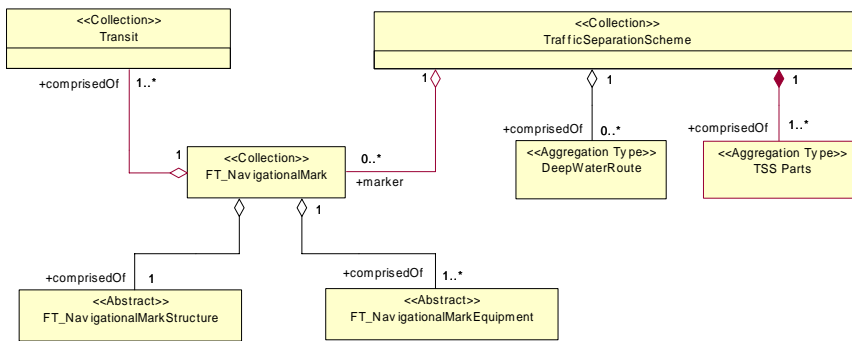 <<Collection>>
Transit
<<Collection>>
TrafficSeparationScheme
+comprisedOf 1..*
1
1
1
+comprisedOf 0..*
+comprisedOf 1..*
1
<<Collection>>
FT_NavigationalMark
0..*
+marker
<<Aggregation Type>>
DeepWaterRoute
<<Aggregation Type>>
TSS Parts
1
+comprisedOf 1
+comprisedOf 1..*
<<Abstract>>
FT_NavigationalMarkStructure
<<Abstract>>
FT_NavigationalMarkEquipment